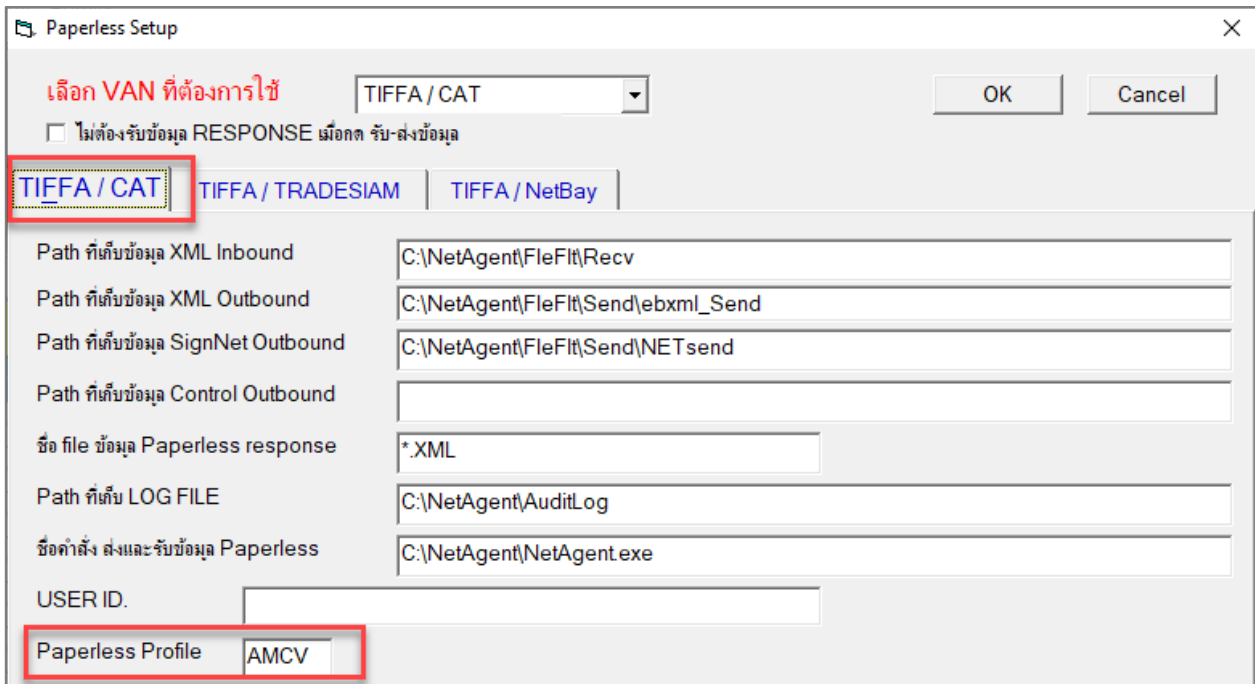 Paperless Setup
เลือก VAN ที่ต้องการใช้ TIFFA / CAT OK Cancel
ไม่ต้องรับข้อมูล RESPONSE เมื่อกด รับ-ส่งข้อมูล
TIFFA / CAT TIFFA / TRADESIAM TIFFA / NetBay
Path ที่เก็บข้อมูล XML Inbound C:\NetAgent\FleFlt\Recv
Path ที่เก็บข้อมูล XML Outbound C:\NetAgent\FleFlt\Send\ebxml_Send
Path ที่เก็บข้อมูล SignNet Outbound C:\NetAgent\FleFlt\Send\NETsend
Path ที่เก็บข้อมูล Control Outbound
ชื่อ file ข้อมูล Paperless response *.XML
Path ที่เก็บ LOG FILE C:\NetAgent\AuditLog
ชื่อคำสั่ง ส่งและรับข้อมูล Paperless C:\NetAgent\NetAgent.exe
USER ID.
Paperless Profile AMCV